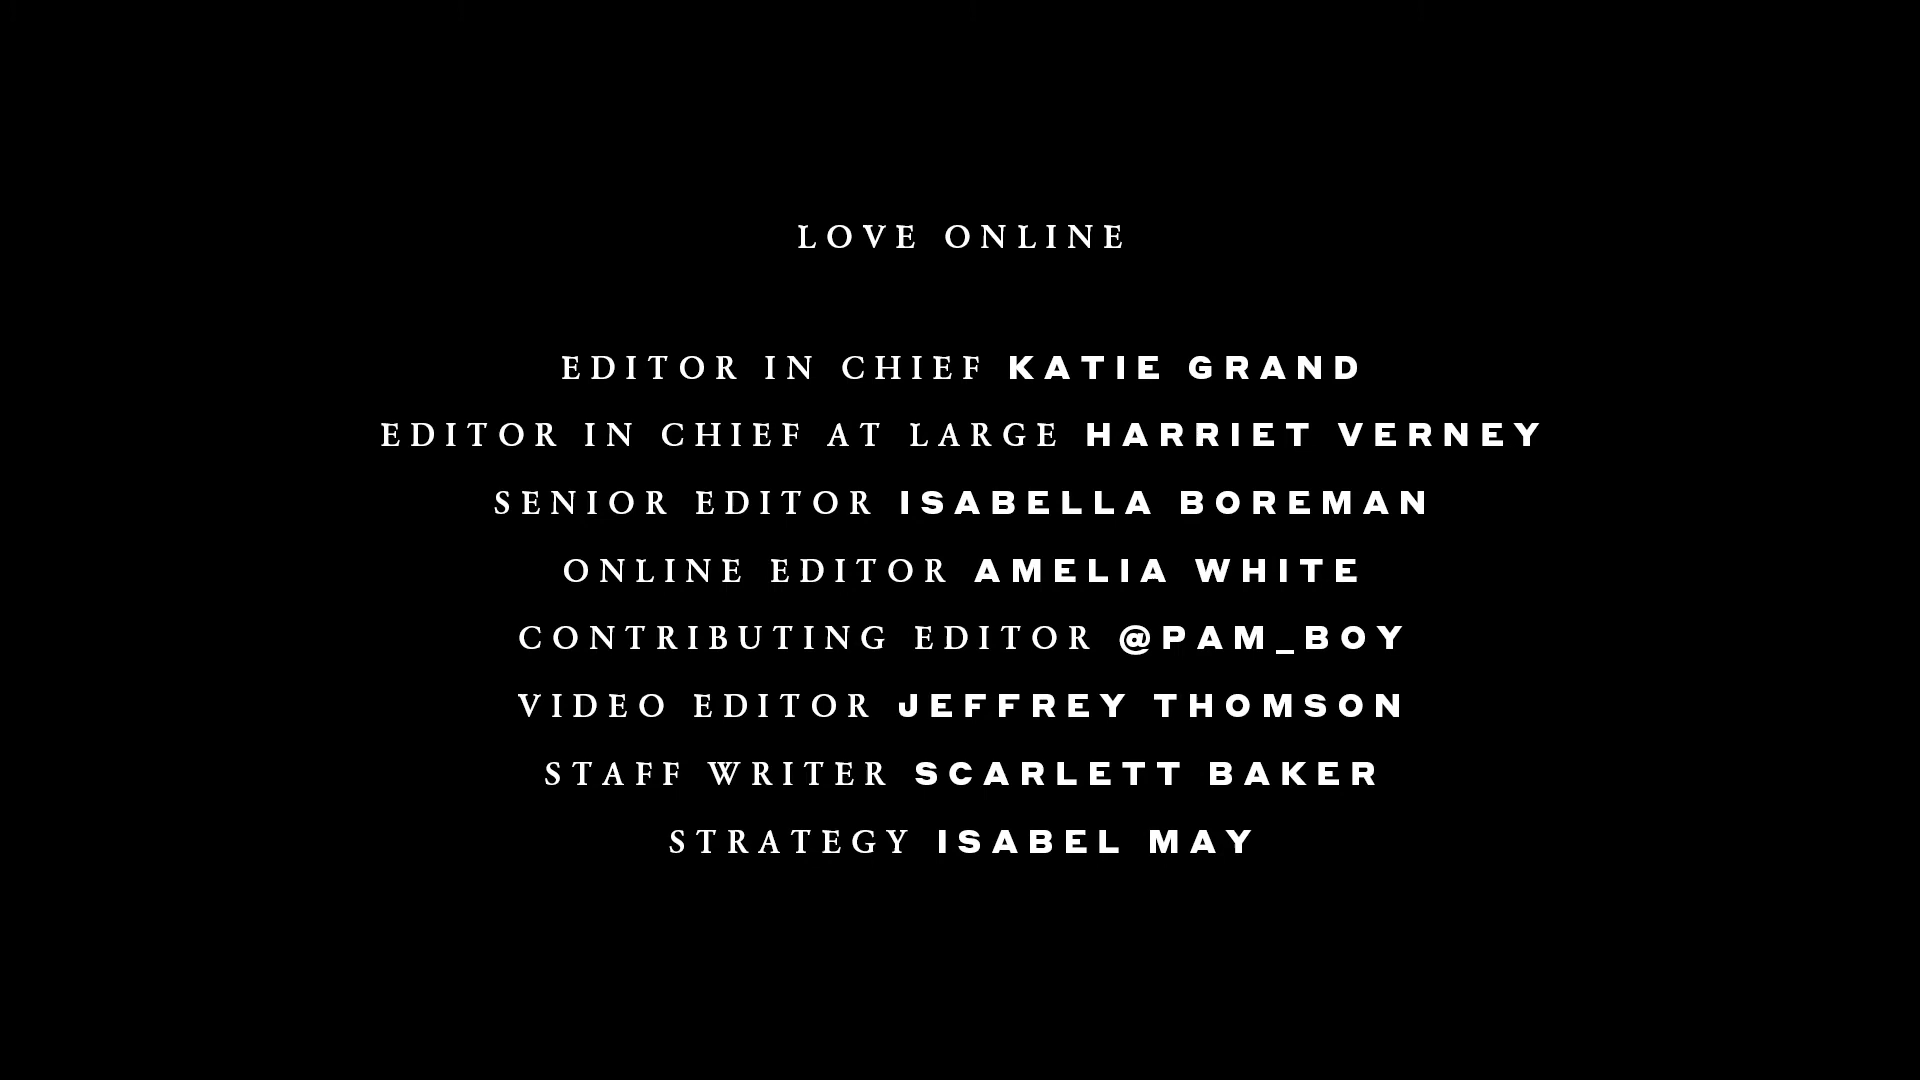 LOVE ONLINE
EDITOR IN CHIEF KATIE GRAND
EDITOR IN CHIEF AT LARGE HARRIET VERNEY
SENIOR EDITOR ISABELLA BOREMAN
ONLINE EDITOR AMELIA WHITE
CONTRIBUTING EDITOR @PAM_BOY
VIDEO EDITOR JEFFREY THOMSON
STAFF WRITER SCARLETT BAKER
STRATEGY ISABEL MAY